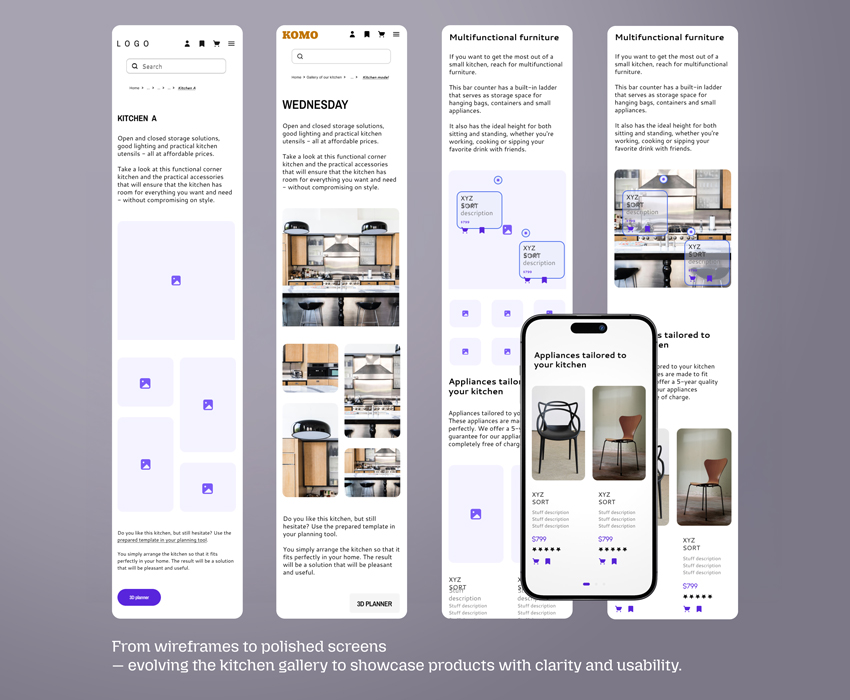 LOGO
Search
Home > ... > ... > ... > Kitchen A
KITCHEN A
Open and closed storage solutions,
good lighting and practical kitchen
utensils – all at affordable prices.
Take a look at this functional corner
kitchen and the practical accessories
that will ensure that the kitchen has
room for everything you want and need
– without compromising on style.
Do you like this kitchen, but still hesitate? Use the
prepared template in your planning tool.
You simply arrange the kitchen so that it fits
perfectly in your home. The result will be a solution
that will be pleasant and useful.
3D planner
KOMO
Home > Gallery of our kitchen > ... > Kitchen model
WEDNESDAY
Open and closed storage solutions,
good lighting and practical kitchen
utensils – all at affordable prices.
Take a look at this functional corner
kitchen and the practical accessories
that will ensure that the kitchen has
room for everything you want and need
– without compromising on style.
Do you like this kitchen, but still
hesitate? Use the prepared template in
your planning tool.
You simply arrange the kitchen so that it
fits perfectly in your home. The result
will be a solution that will be pleasant
and useful.
3D PLANNER
Multifunctional furniture
If you want to get the most out of a
small kitchen, reach for multifunctional
furniture.
This bar counter has a built-in ladder
that serves as storage space for
hanging bags, containers and small
appliances.
It also has the ideal height for both
sitting and standing, whether you're
working, cooking or sipping your
favorite drink with friends.
XYZ
SORT
description
$799
XYZ
SORT
description
$799
Appliances tailored to
your kitchen
Appliances tailored to yo
These appliances are ma
perfectly. We offer a 5-
guarantee for our applian
completely free of charg
XYZ
SORT
description
Stuff description
Stuff description
Stuff description
Stuff description
Multifunctional furniture
If you want to get the most out of a
small kitchen, reach for multifunctional
furniture.
This bar counter has a built-in ladder
that serves as storage space for
hanging bags, containers and small
appliances.
It also has the ideal height for both
sitting and standing, whether you're
working, cooking or sipping your
favorite drink with friends.
XYZ
SORT
description
$799
XYZ
SORT
description
$799
s tailored to
en
ored to your kitchen
es are made to fit
offer a 5-year quality
ur appliances
e of charge.
XYZ
SORT
Stuff description
Stuff description
Stuff description
$799
Appliances tailored to
your kitchen
XYZ
SORT
Stuff description
Stuff description
Stuff description
$799
XYZ
SORT
Stuff description
Stuff description
Stuff description
$799
From wireframes to polished screens
— evolving the kitchen gallery to showcase products with clarity and usability.